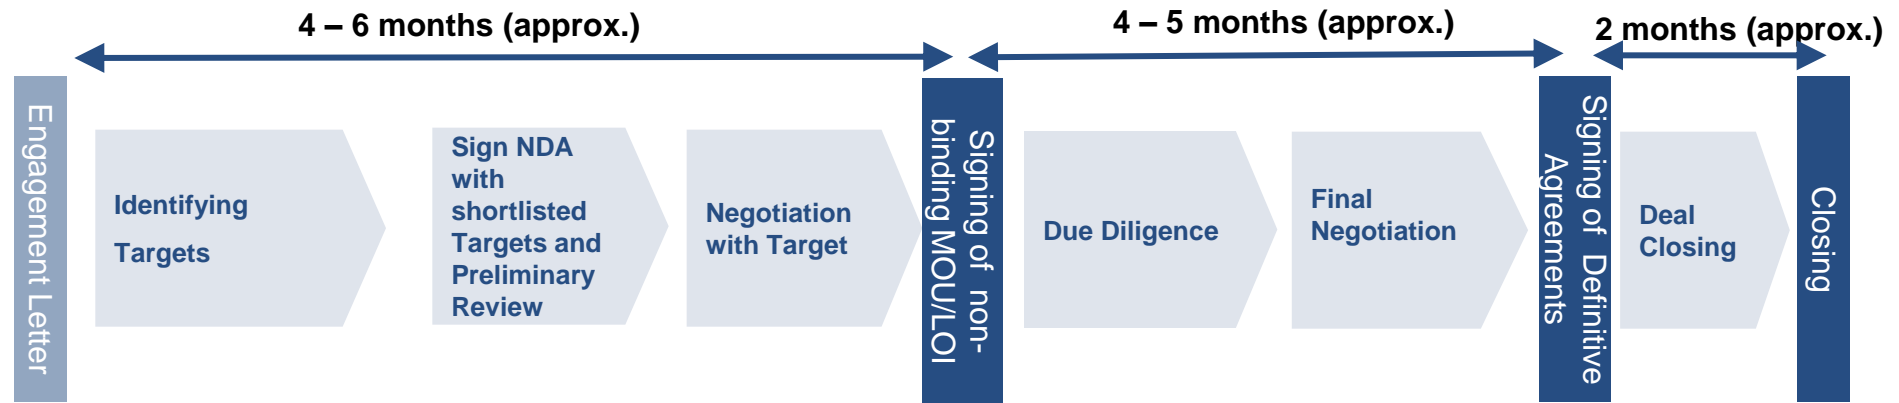 4 – 6 months (approx.)
4 – 5 months (approx.)
2 months (approx.)
Engagement Letter
Identifying
Targets
Sign NDA
with
shortlisted
Targets and
Preliminary
Review
Negotiation
with Target
Signing of non-
binding MOU/LOI
Due Diligence
Final
Negotiation
Signing of Definitive
Agreements
Deal
Closing
Closing